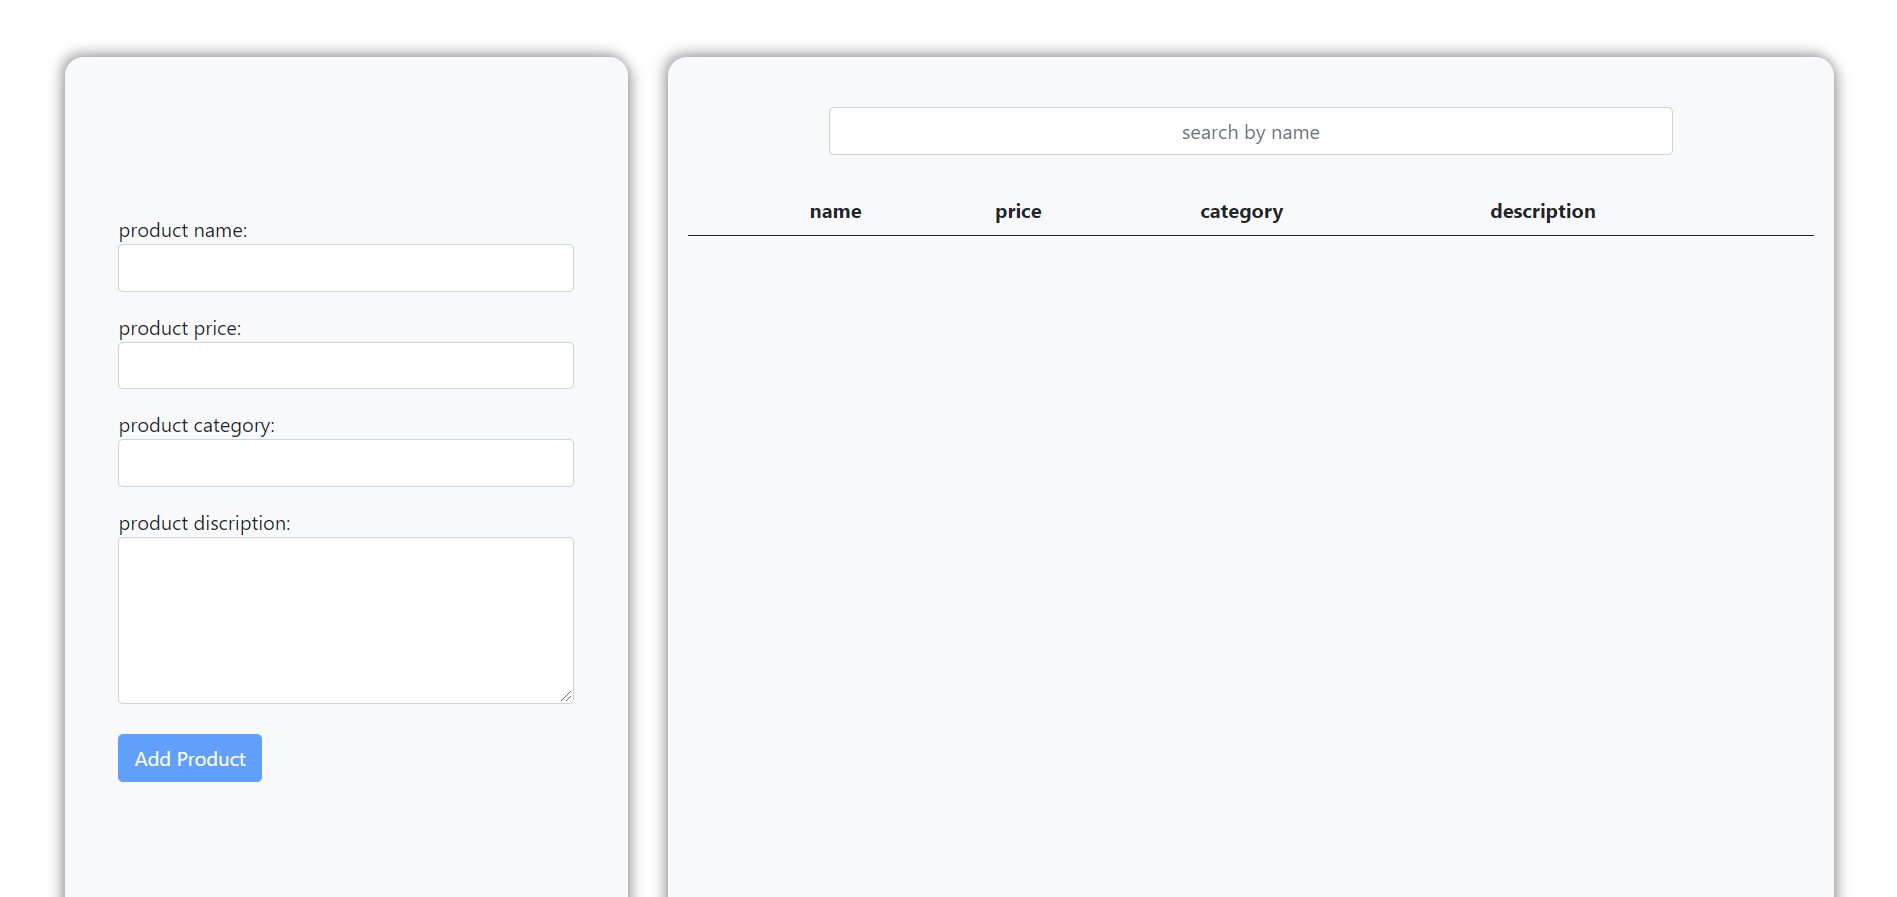 product name:
product price:
product category:
product discription:
Add Product
search by name
name price category description